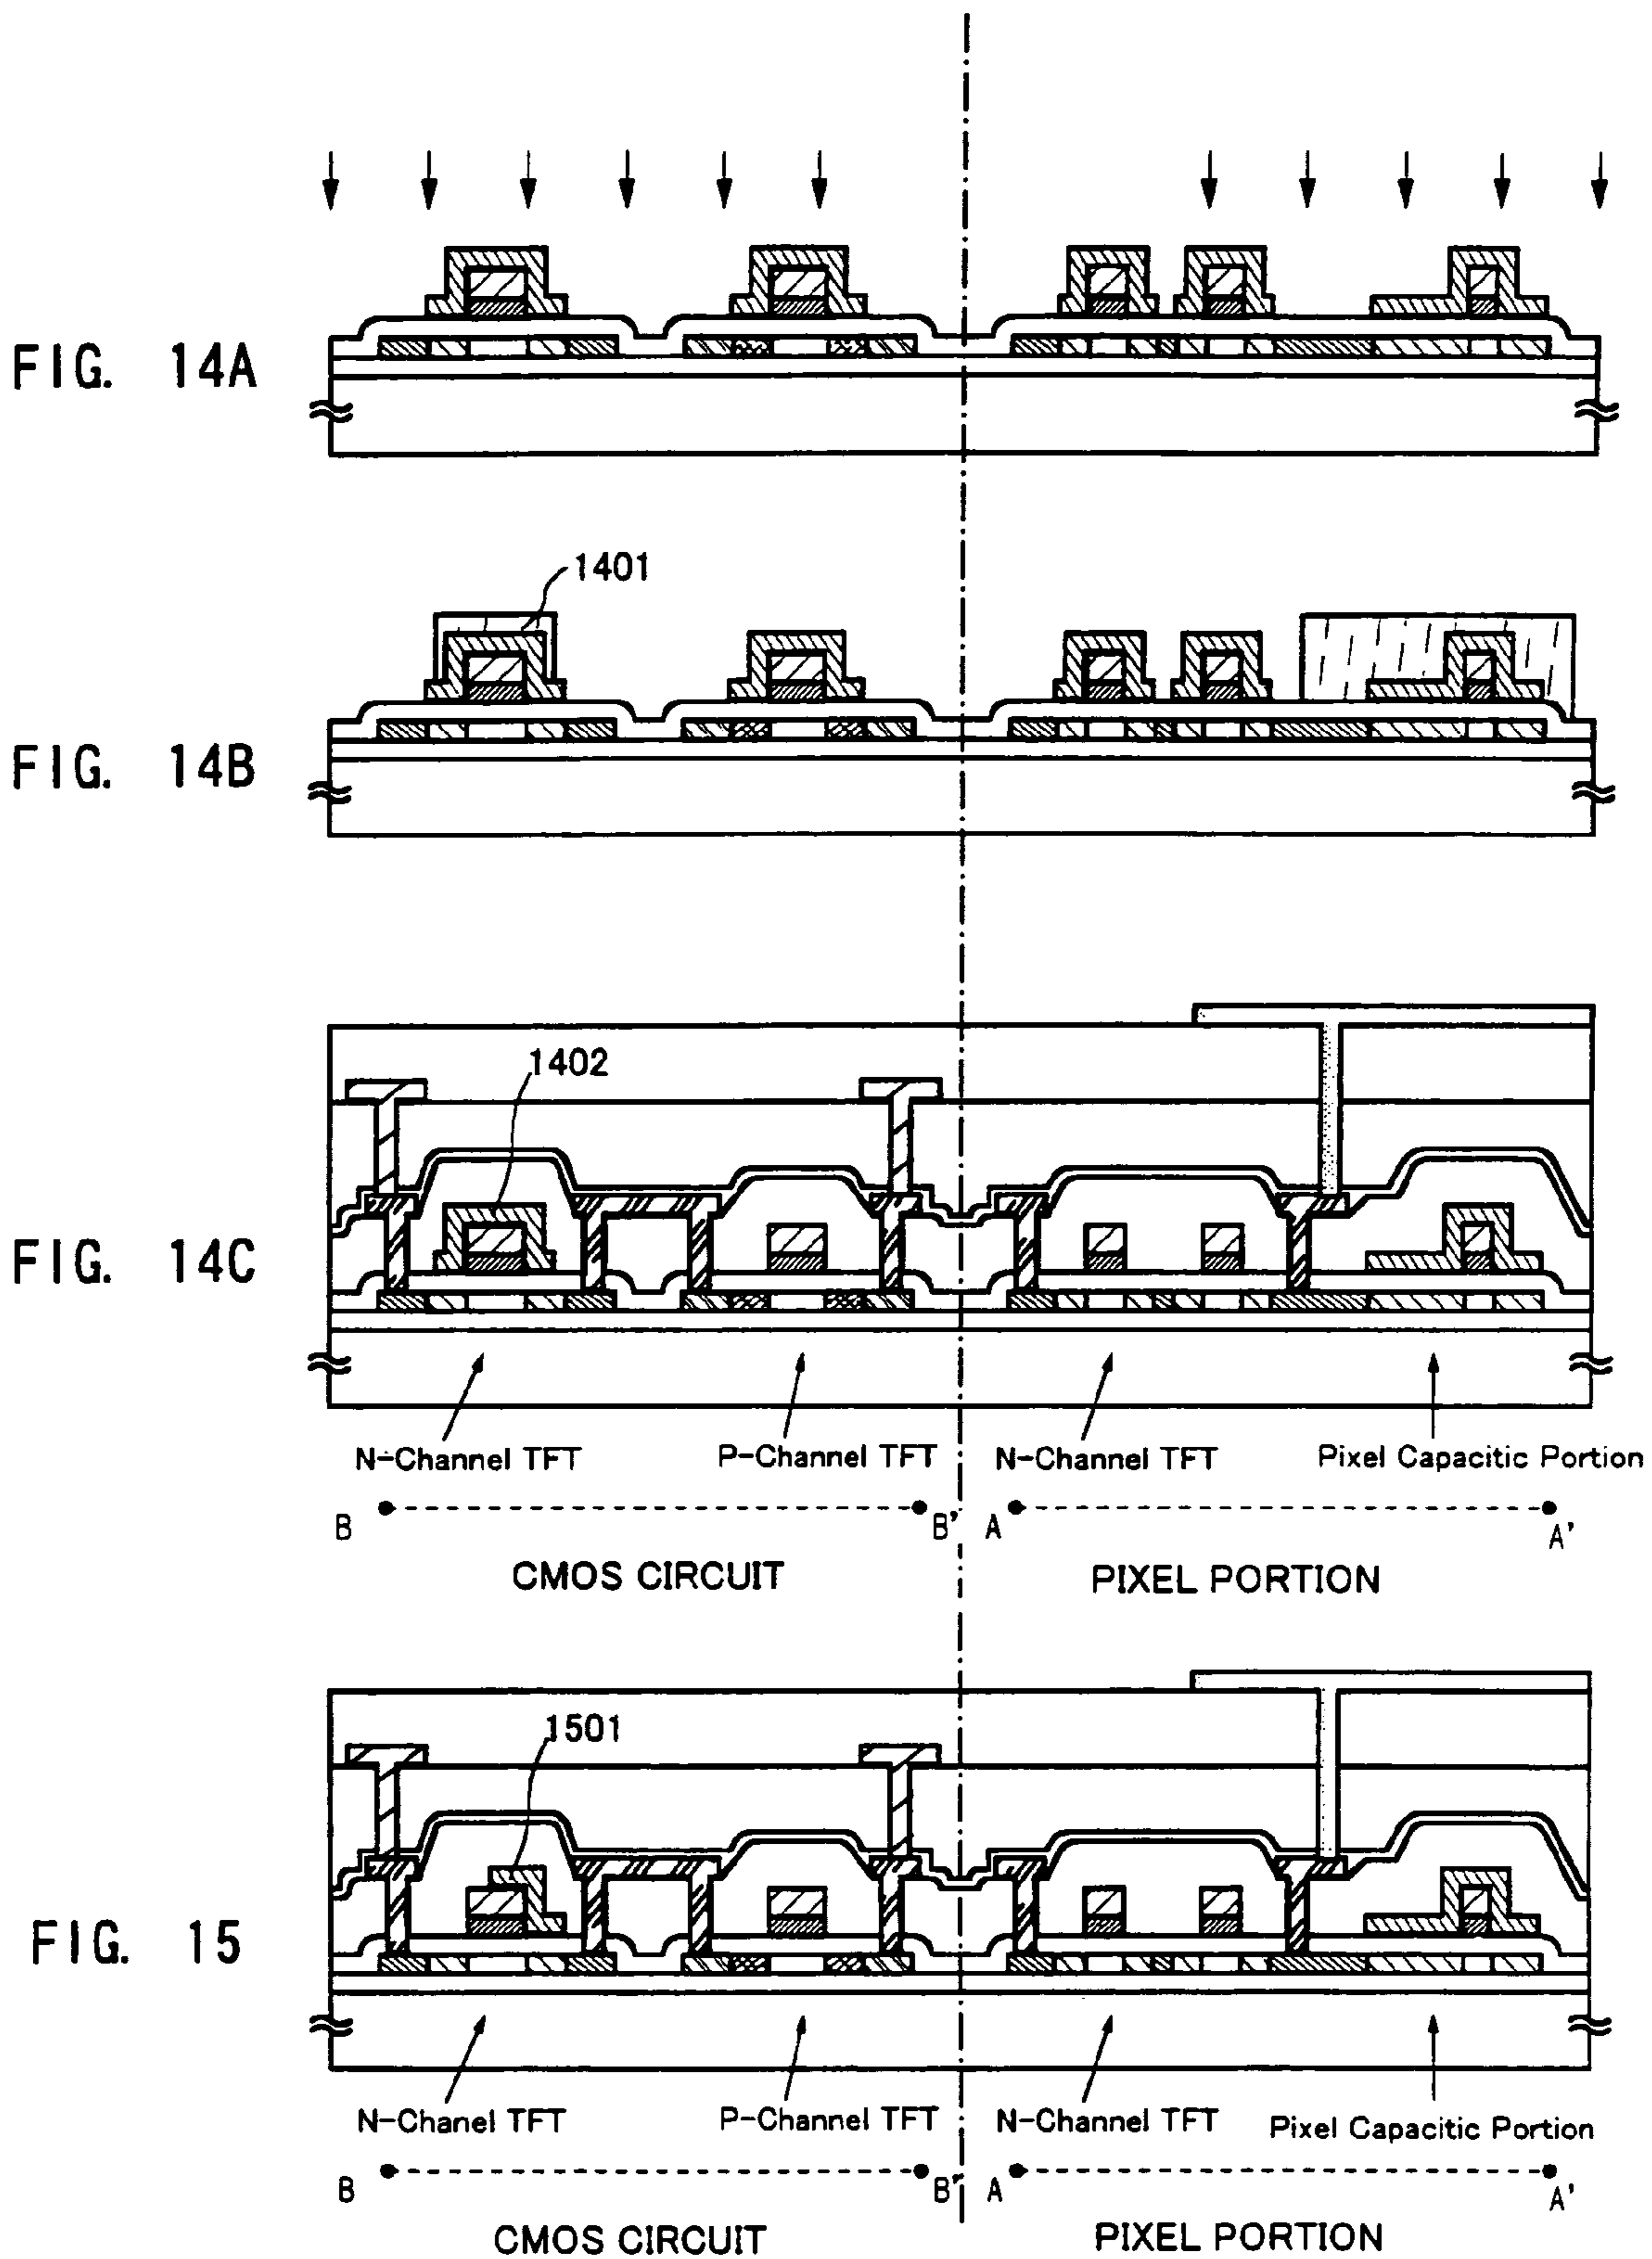 FIG. 14A
1401
FIG. 14B
1402
FIG. 14C
N-Channel TFT P-Channel TFT N-Channel TFT Pixel Capacitic Portion
B B' A A'
CMOS CIRCUIT PIXEL PORTION
1501
FIG. 15
N-Chanel TFT P-Channel TFT N-Channel TFT Pixel Capacitic Portion
B B' A A'
CMOS CIRCUIT PIXEL PORTION